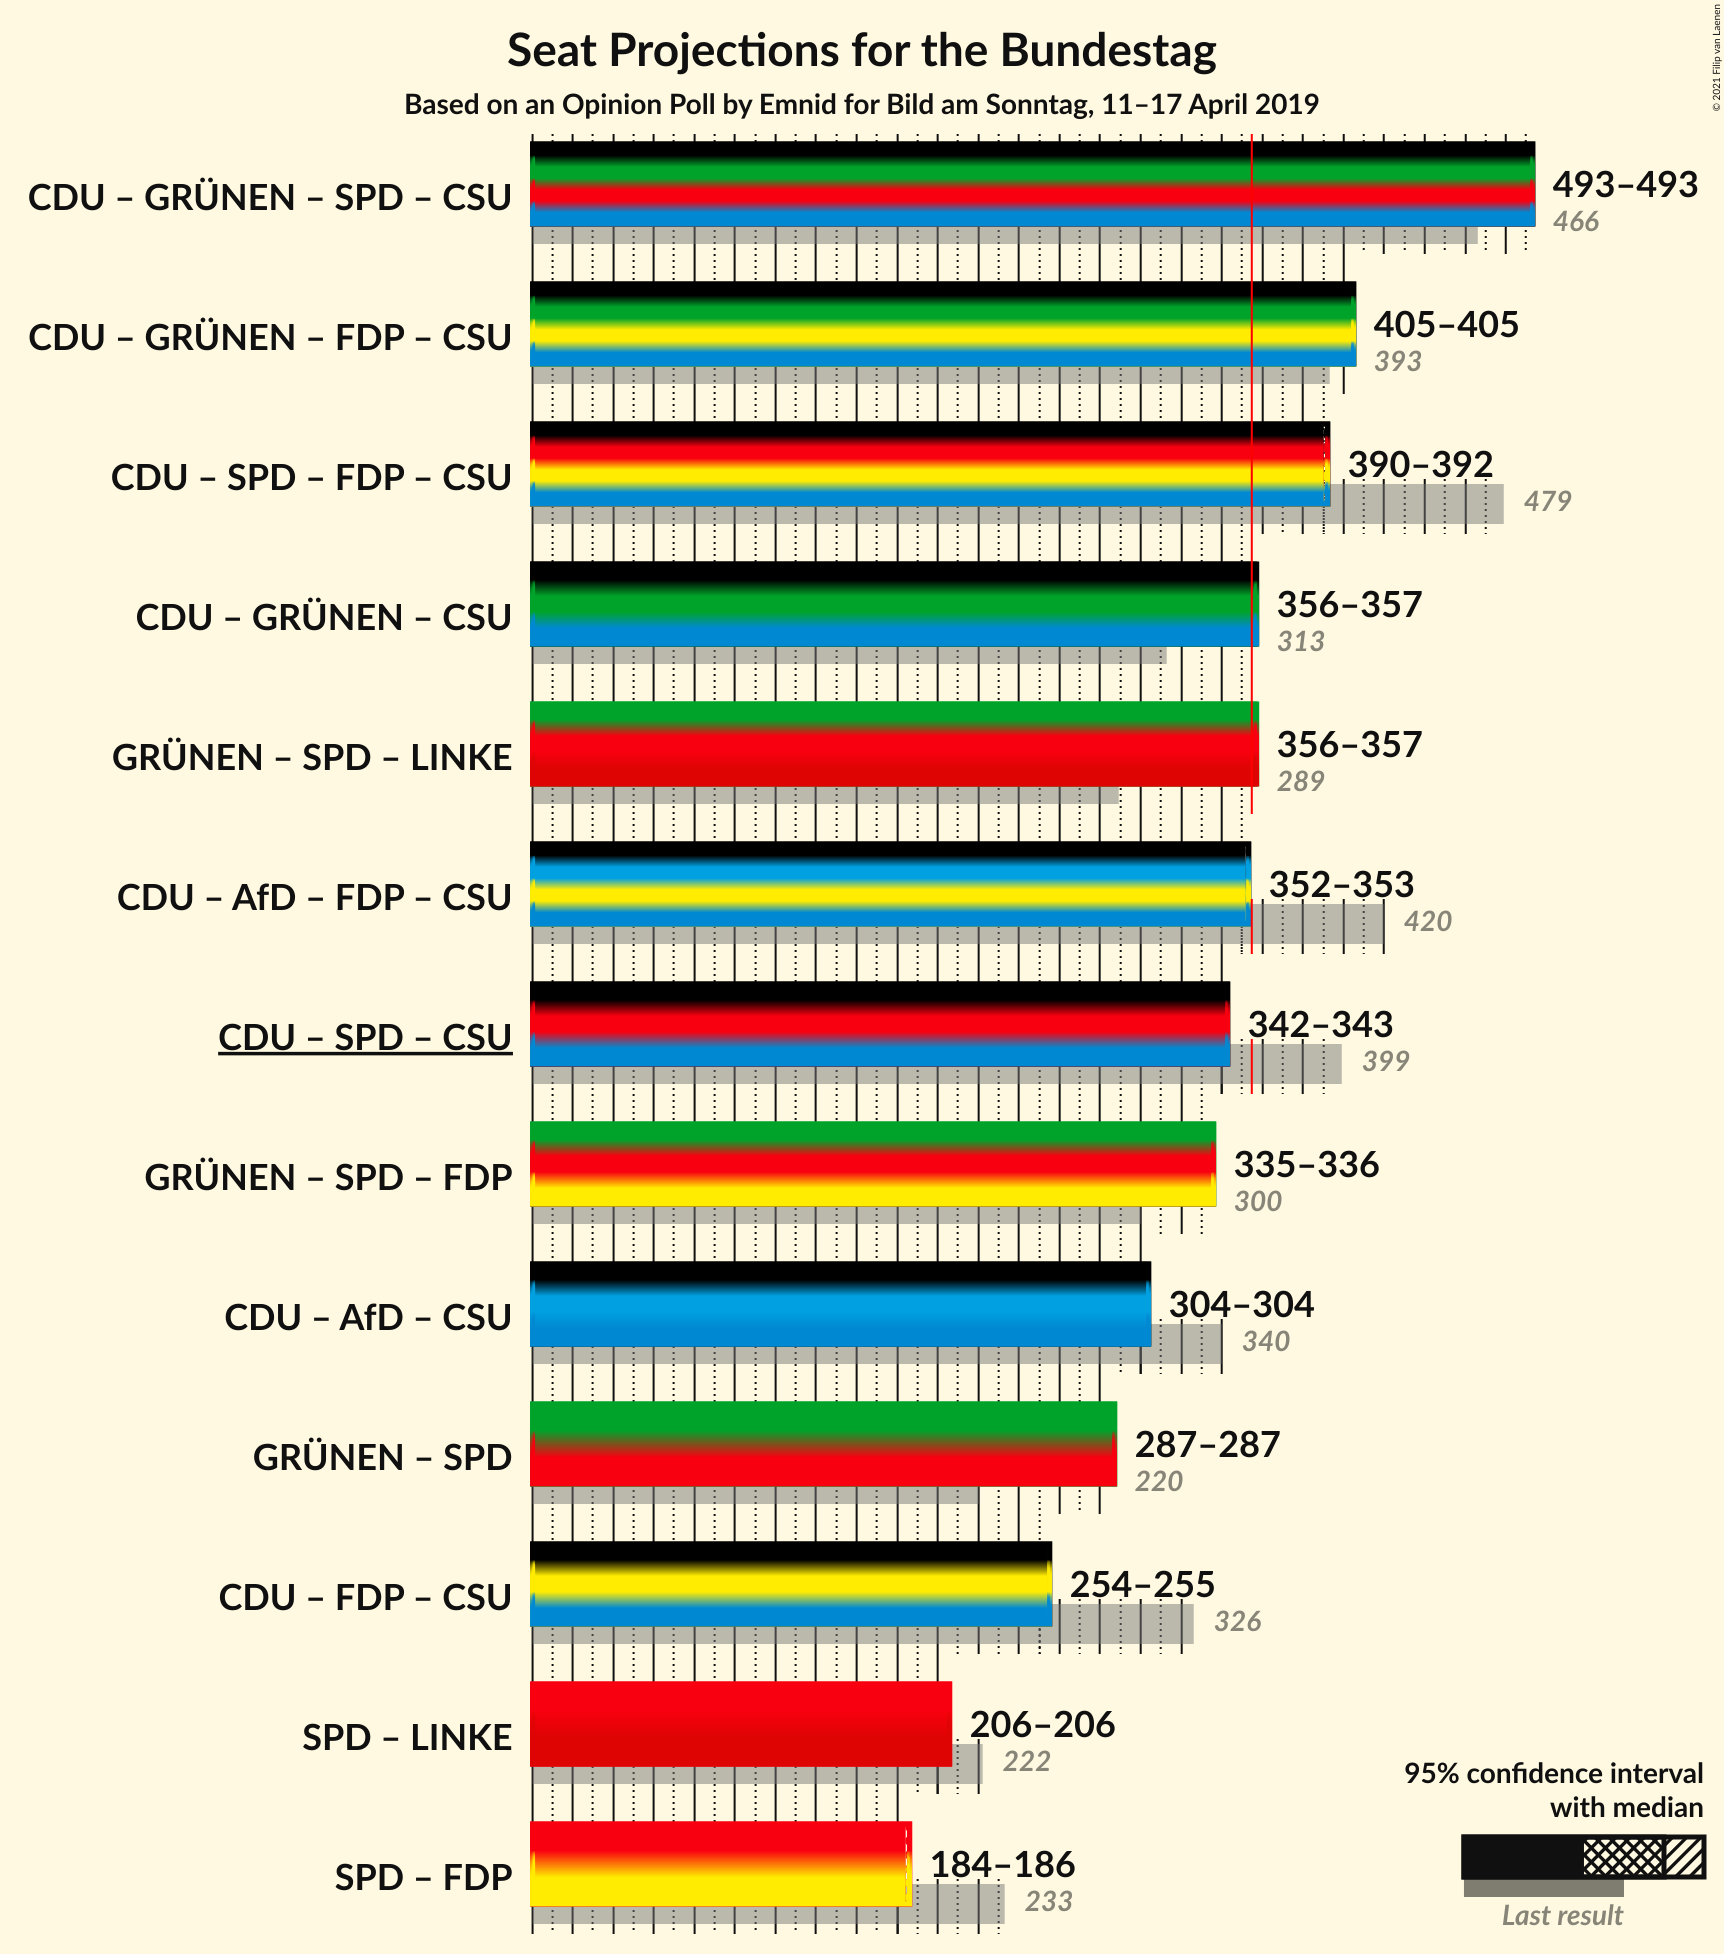 Seat Projections for the Bundestag
Based on an Opinion Poll by Emnid for Bild am Sonntag, 11–17 April 2019
© 2021 Filip van Laenen
CDU – GRÜNEN – SPD – CSU
493–493
466
CDU – GRÜNEN – FDP – CSU
405–405
393
CDU – SPD – FDP – CSU
390–392
479
CDU – GRÜNEN – CSU
356–357
313
GRÜNEN – SPD – LINKE
356–357
289
CDU – AfD – FDP – CSU
352–353
420
CDU – SPD – CSU
342–343
399
GRÜNEN – SPD – FDP
335–336
300
CDU – AfD – CSU
304–304
340
GRÜNEN – SPD
287–287
220
CDU – FDP – CSU
254–255
326
SPD – LINKE
206–206
222
SPD – FDP
184–186
233
95% confidence interval
with median
Last result